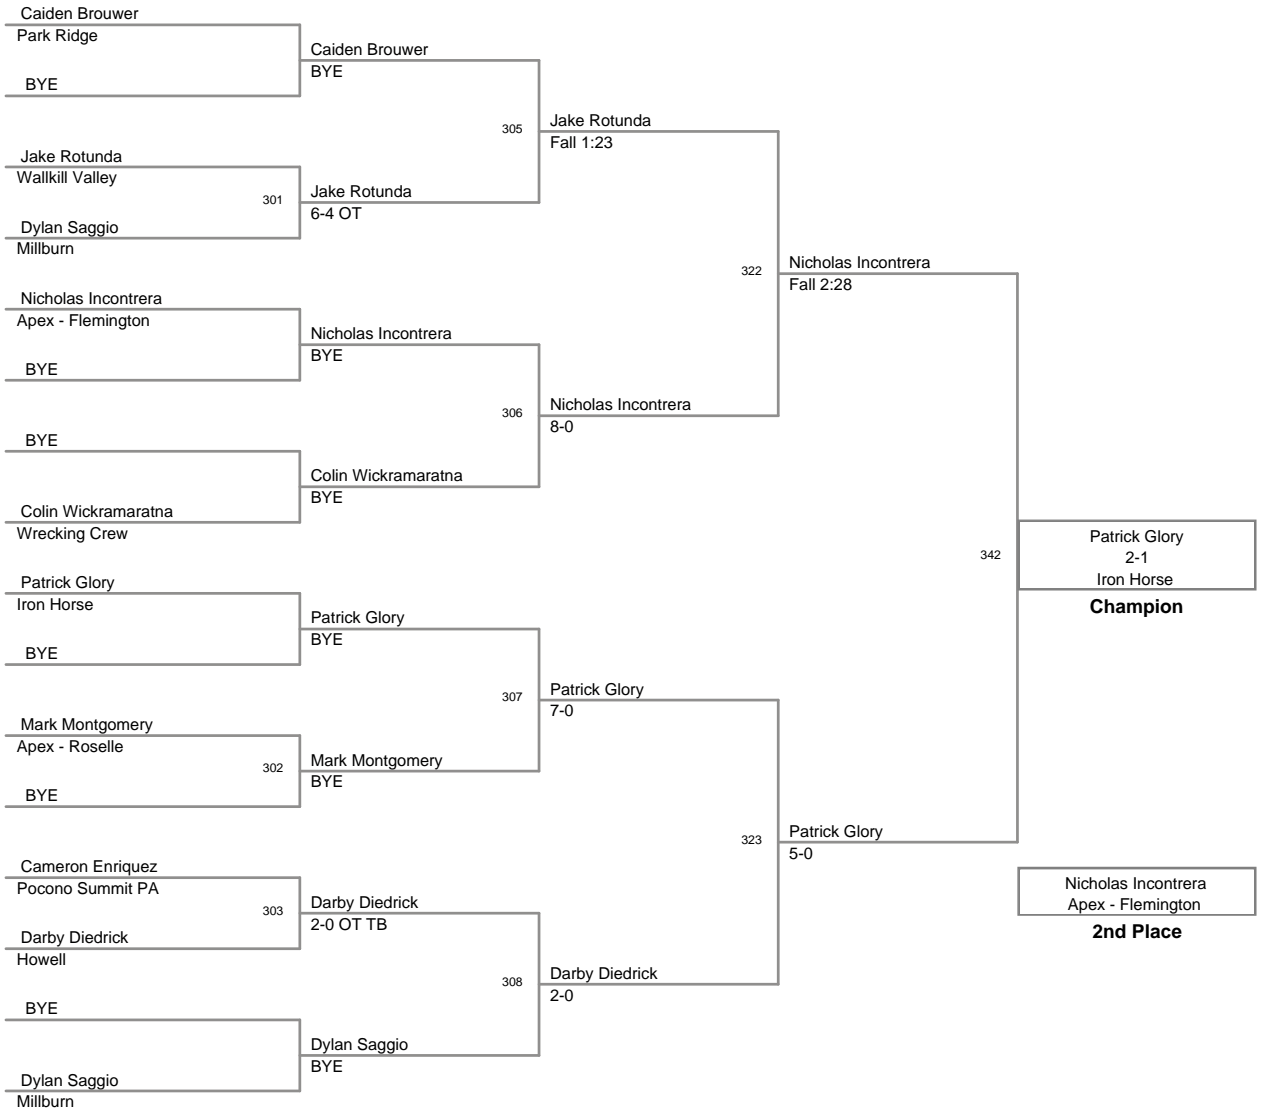 Caiden Brouwer
Park Ridge
BYE
Caiden Brouwer
BYE
305
Jake Rotunda
Fall 1:23
Jake Rotunda
Wallkill Valley
301
Jake Rotunda
6-4 OT
Dylan Saggio
Millburn
322
Nicholas Incontrera
Fall 2:28
Nicholas Incontrera
Apex - Flemington
Nicholas Incontrera
BYE
BYE
306
Nicholas Incontrera
8-0
BYE
Colin Wickramaratna
BYE
Colin Wickramaratna
Wrecking Crew
342
Patrick Glory
2-1
Iron Horse
Champion
Patrick Glory
Iron Horse
Patrick Glory
BYE
BYE
307
Patrick Glory
7-0
Mark Montgomery
Apex - Roselle
302
Mark Montgomery
BYE
BYE
323
Patrick Glory
5-0
Cameron Enriquez
Pocono Summit PA
303
Darby Diedrick
2-0 OT TB
Nicholas Incontrera
Apex - Flemington
2nd Place
Darby Diedrick
Howell
308
Darby Diedrick
2-0
BYE
Dylan Saggio
BYE
Dylan Saggio
Millburn